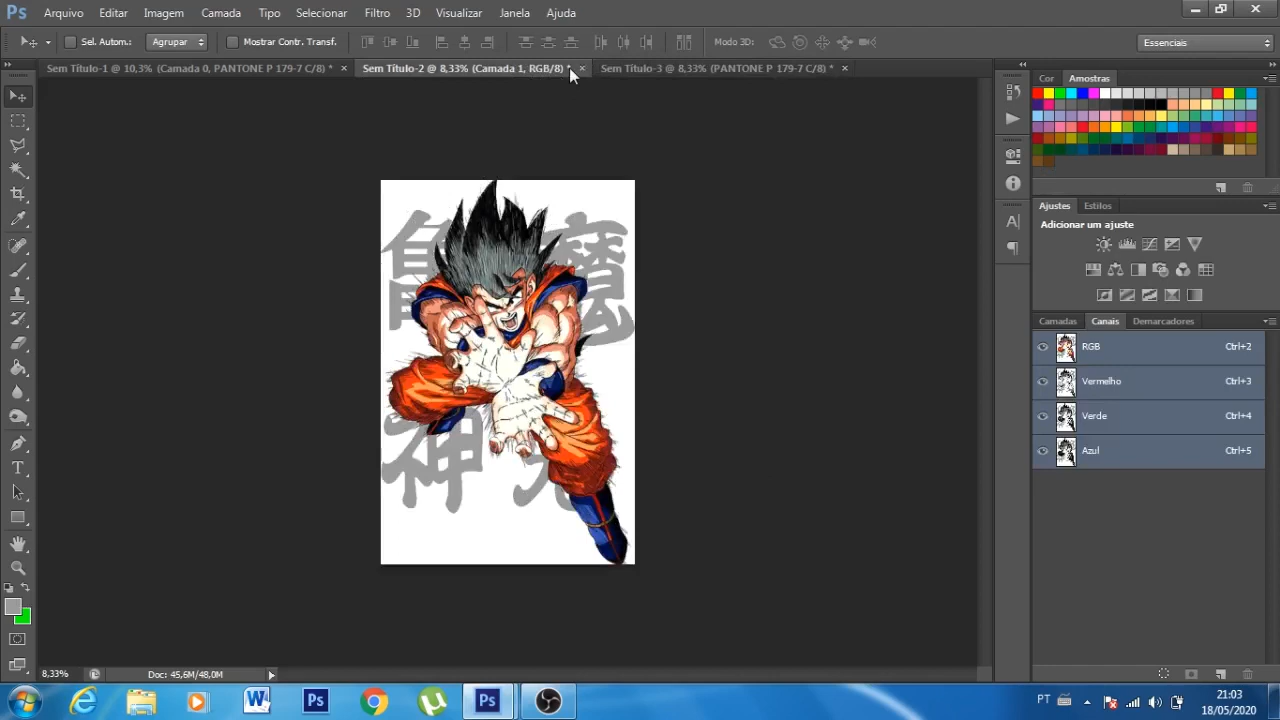 Ps Arquivo Editar Imagem Camada Tipo Selecionar Filtro 3D Visualizar Janela Ajuda
Sel. Autom.: Agrupar Mostrar Contr. Transf. Modo 3D: Essenciais
Sem Título-1 @ 10,3% (Camada 0, PANTONE P 179-7 C/8) * × Sem Título-2 @ 8,33% (Camada 1, RGB/8) * × Sem Título-3 @ 8,33% (PANTONE P 179-7 C/8) * ×
Cor Amostras
Ajustes Estilos
Adicionar um ajuste
Camadas Canais Demarcadores
RGB Ctrl+2
Vermelho Ctrl+3
Verde Ctrl+4
Azul Ctrl+5
魔
神
8,33% Doc: 45,6M/48,0M
PT 21:03
18/05/2020